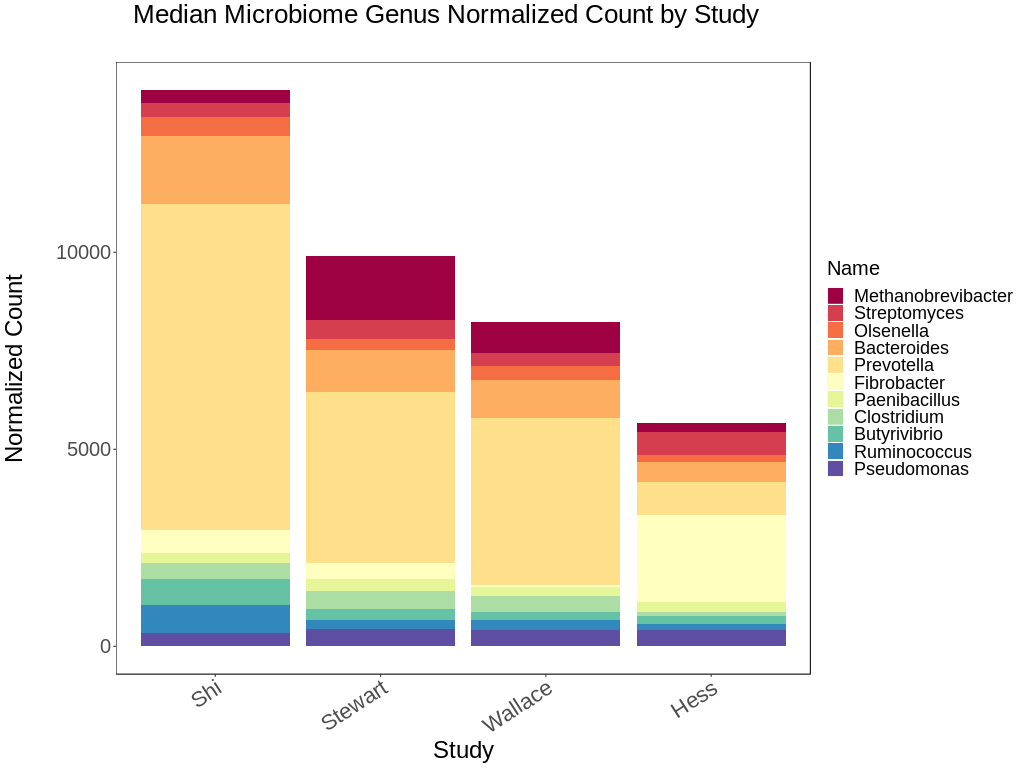 Median Microbiome Genus Normalized Count by Study
Normalized Count
10000
5000
0
Shi
Stewart
Wallace
Hess
Study
Name
Methanobrevibacter
Streptomyces
Olsenella
Bacteroides
Prevotella
Fibrobacter
Paenibacillus
Clostridium
Butyrivibrio
Ruminococcus
Pseudomonas